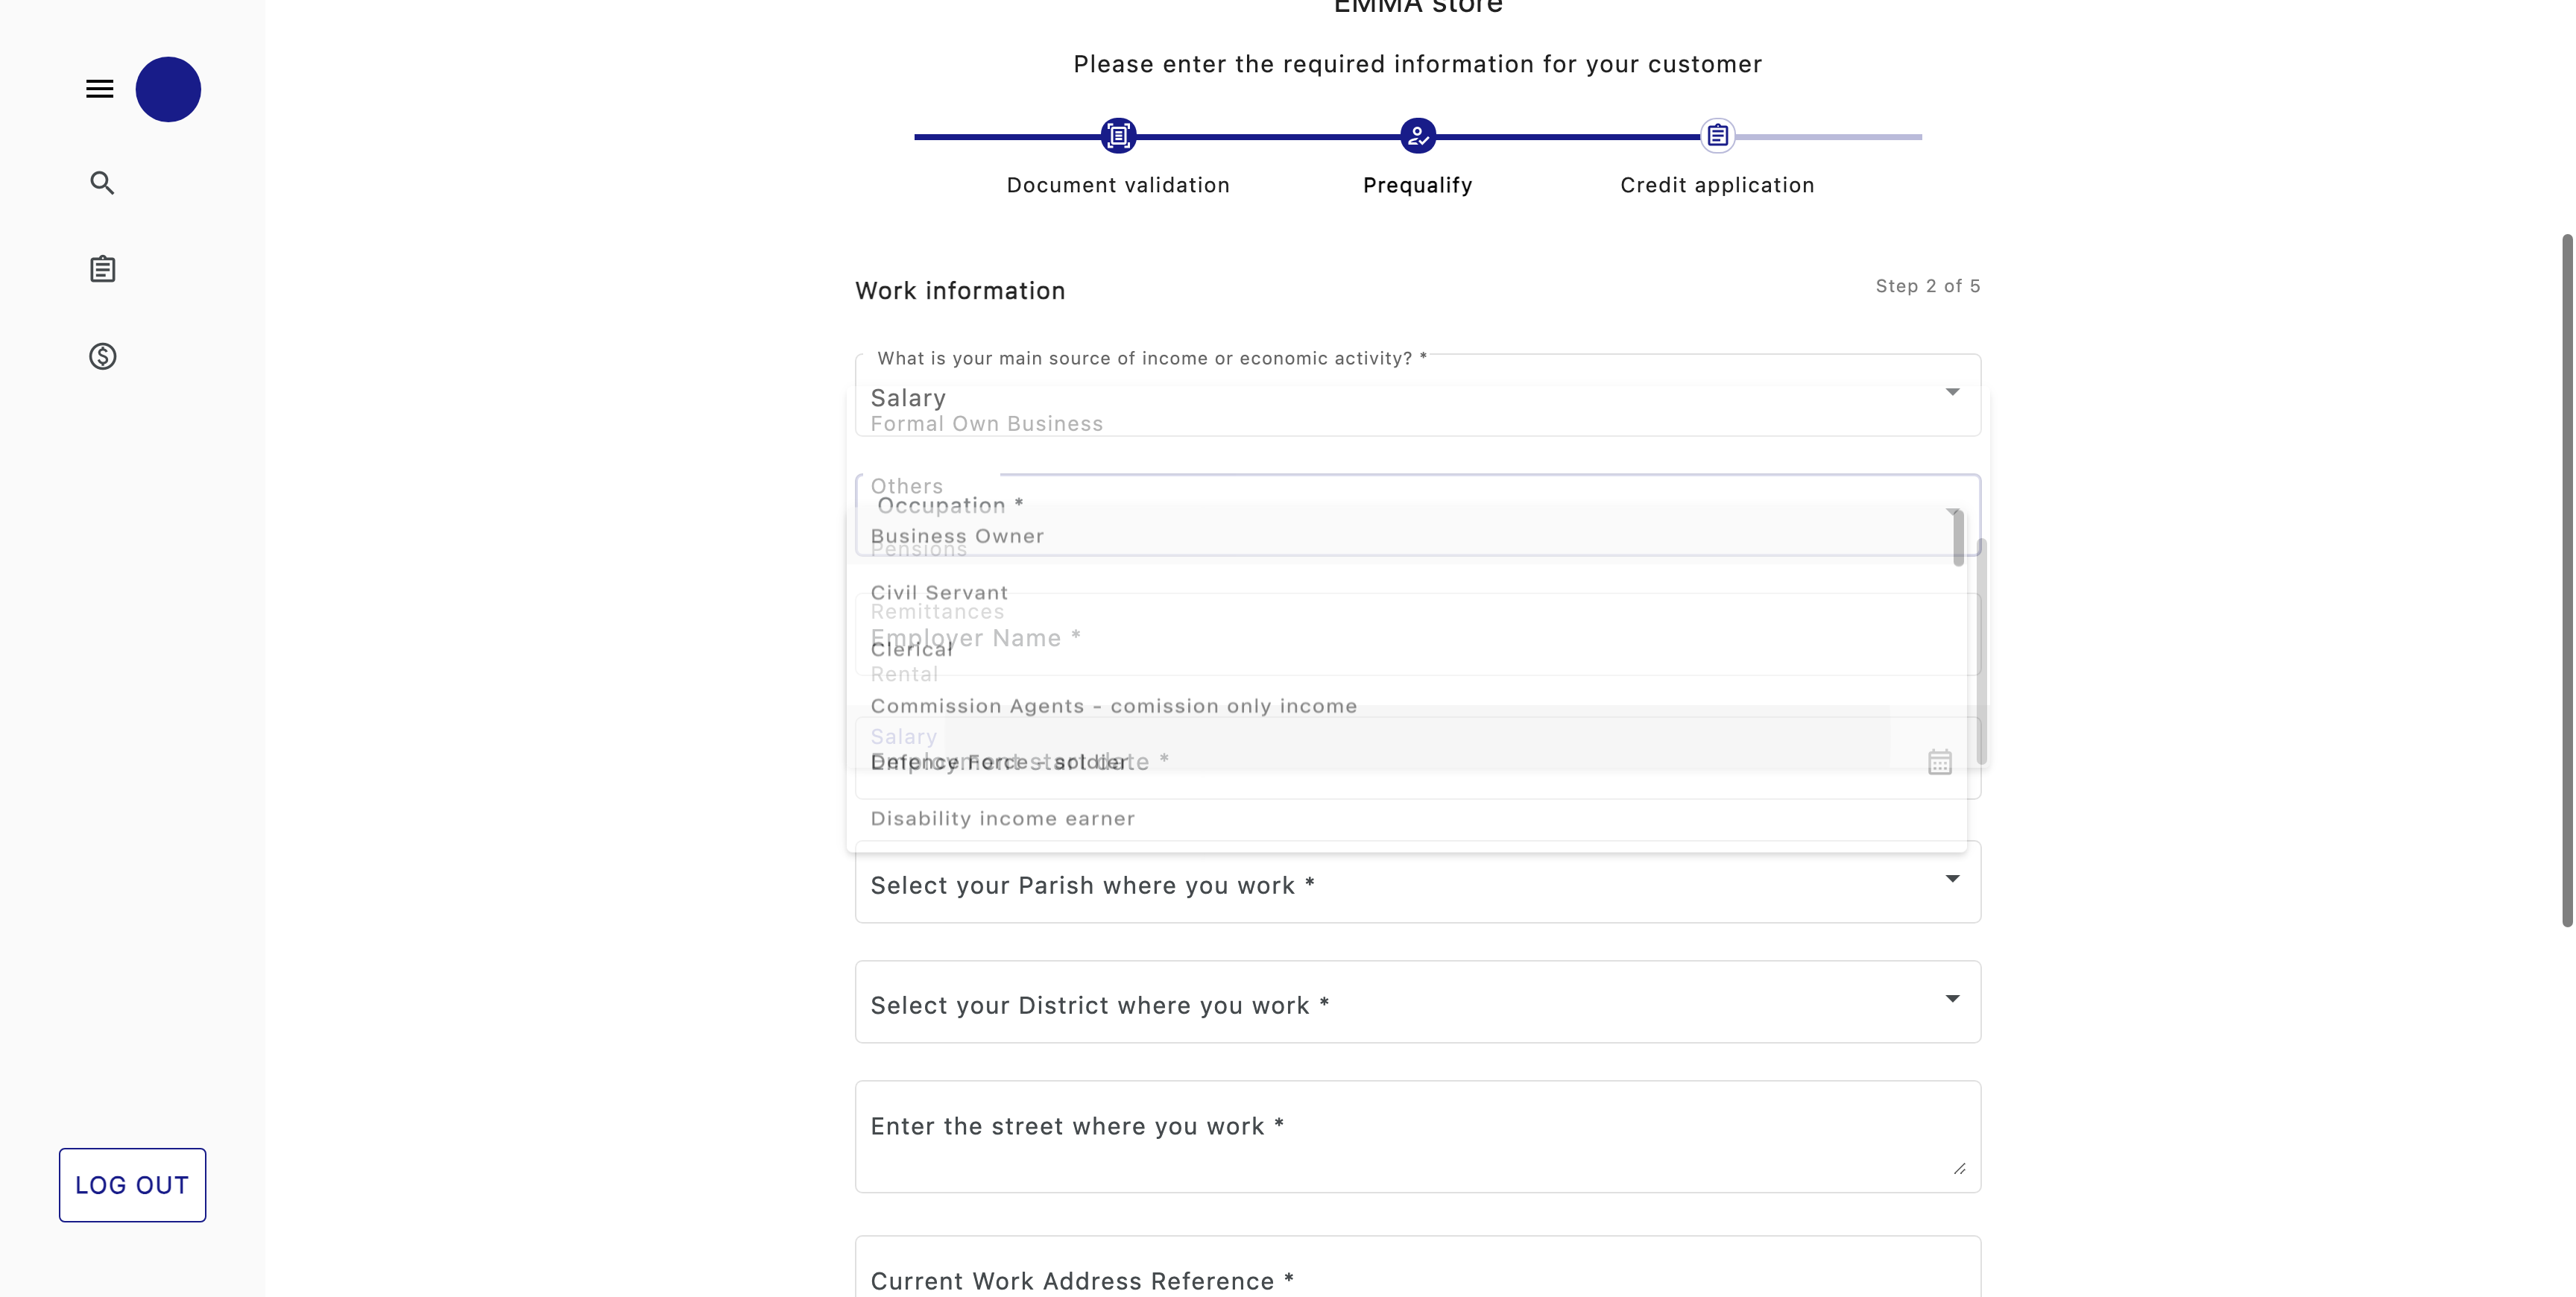 EMMA store
Please enter the required information for your customer
Document validation
Prequalify
Credit application
Work information
Step 2 of 5
What is your main source of income or economic activity? *
Salary
Formal Own Business
Others
Occupation *
Business Owner
Pensions
Civil Servant
Remittances
Employer Name *
Clerical
Rental
Commission Agents - comission only income
Salary
Employment start date *
Defence Force - soldier...
Disability income earner
Select your Parish where you work *
Select your District where you work *
Enter the street where you work *
LOG OUT
Current Work Address Reference *